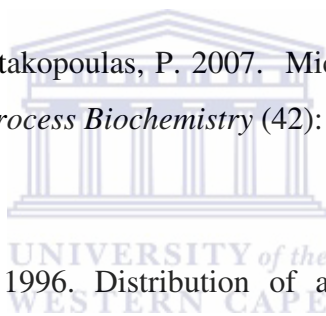 takopoulas, P. 2007. Mic
rocess Biochemistry (42):
UNIVERSITY of the
1996. Distribution of a
WESTERN CAPE